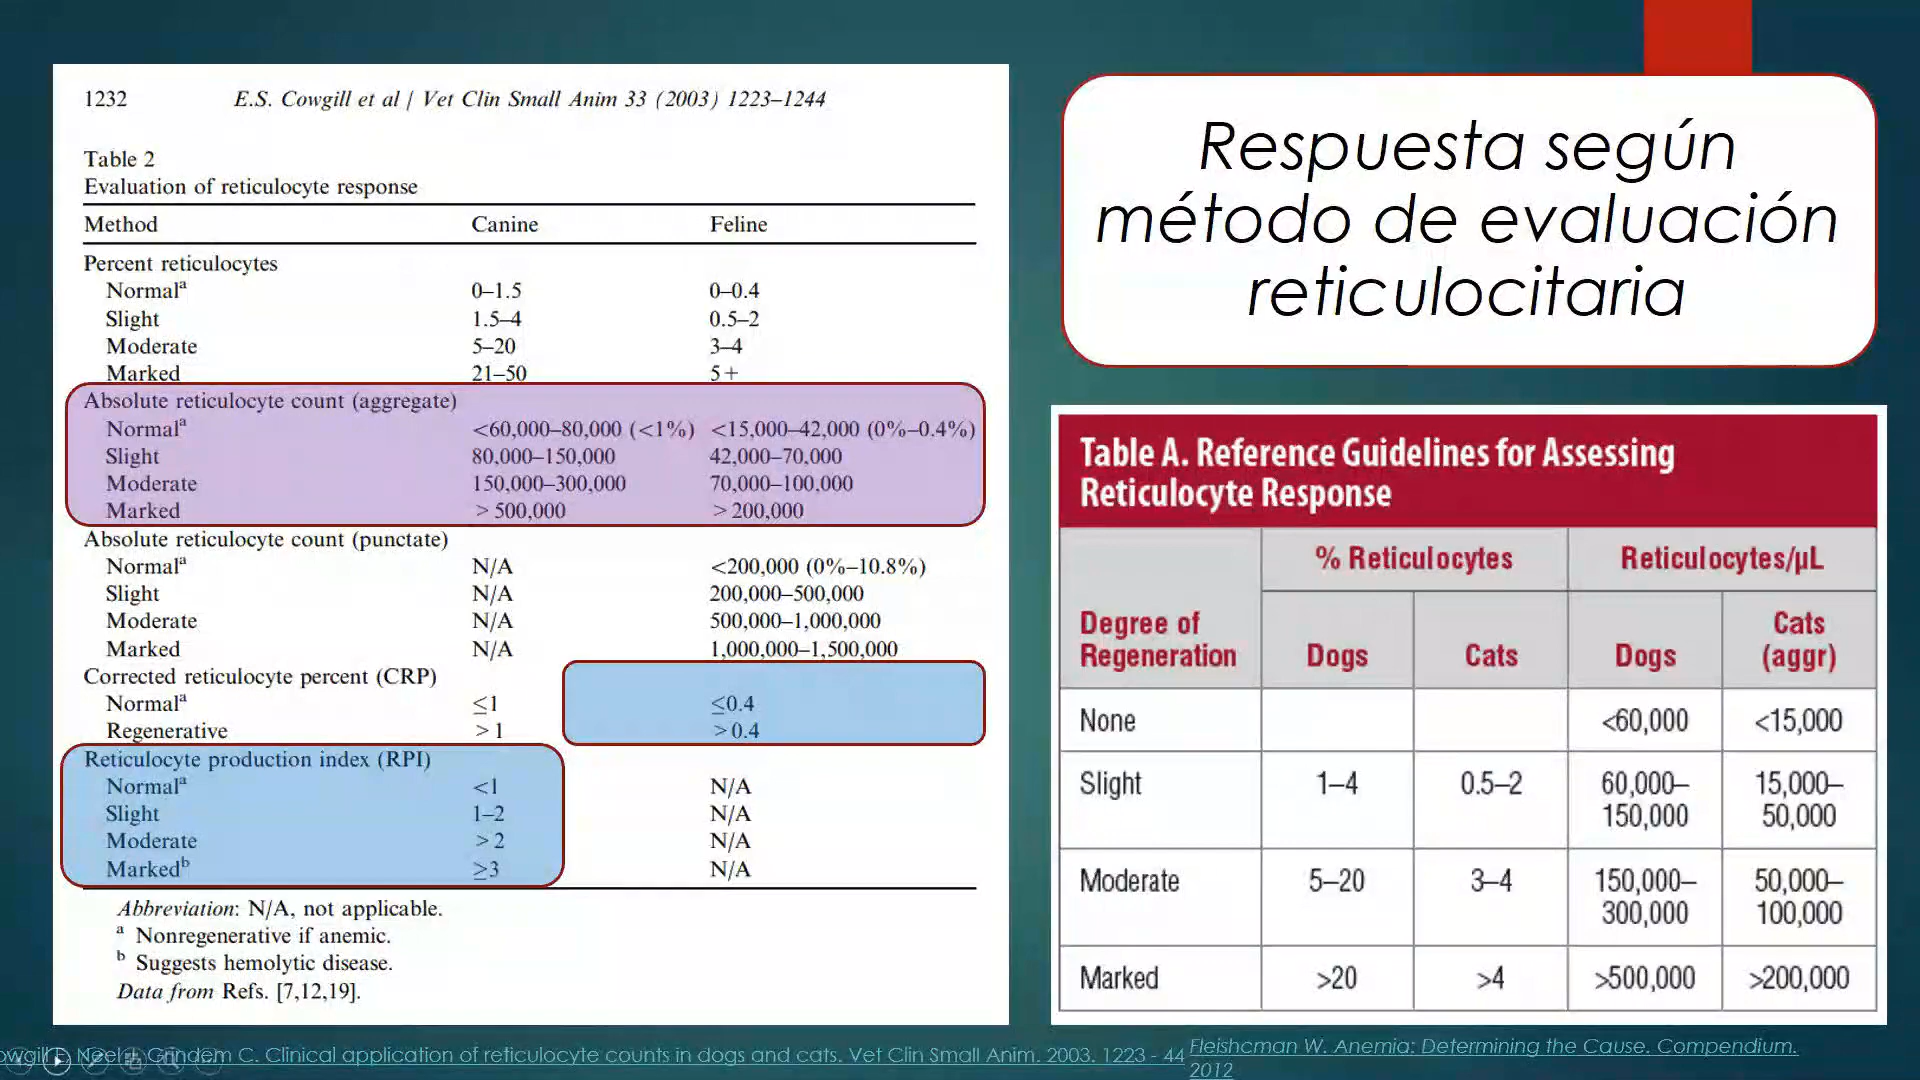 1232 E.S. Cowgill et al / Vet Clin Small Anim 33 (2003) 1223–1244
Table 2
Evaluation of reticulocyte response
Method Canine Feline
Percent reticulocytes
Normalᵃ 0–1.5 0–0.4
Slight 1.5–4 0.5–2
Moderate 5–20 3–4
Marked 21–50 5+
Absolute reticulocyte count (aggregate)
Normalᵃ <60,000–80,000 (<1%) <15,000–42,000 (0%–0.4%)
Slight 80,000–150,000 42,000–70,000
Moderate 150,000–300,000 70,000–100,000
Marked >500,000 >200,000
Absolute reticulocyte count (punctate)
Normalᵃ N/A <200,000 (0%–10.8%)
Slight N/A 200,000–500,000
Moderate N/A 500,000–1,000,000
Marked N/A 1,000,000–1,500,000
Corrected reticulocyte percent (CRP)
Normalᵃ ≤1 ≤0.4
Regenerative >1 >0.4
Reticulocyte production index (RPI)
Normalᵃ <1 N/A
Slight 1–2 N/A
Moderate >2 N/A
Markedᵇ ≥3 N/A
Abbreviation: N/A, not applicable.
ᵃ Nonregenerative if anemic.
ᵇ Suggests hemolytic disease.
Data from Refs. [7,12,19].
Respuesta según
método de evaluación
reticulocitaria
Table A. Reference Guidelines for Assessing
Reticulocyte Response
% Reticulocytes Reticulocytes/µL
Degree of
Regeneration Dogs Cats Dogs Cats
(aggr)
None <60,000 <15,000
Slight 1–4 0.5–2 60,000–
150,000 15,000–
50,000
Moderate 5–20 3–4 150,000–
300,000 50,000–
100,000
Marked >20 >4 >500,000 >200,000
owgill E, Neel J, Grindem C. Clinical application of reticulocyte counts in dogs and cats. Vet Clin Small Anim. 2003. 1223 - 44
Fleishcman W. Anemia: Determining the Cause. Compendium.
2012